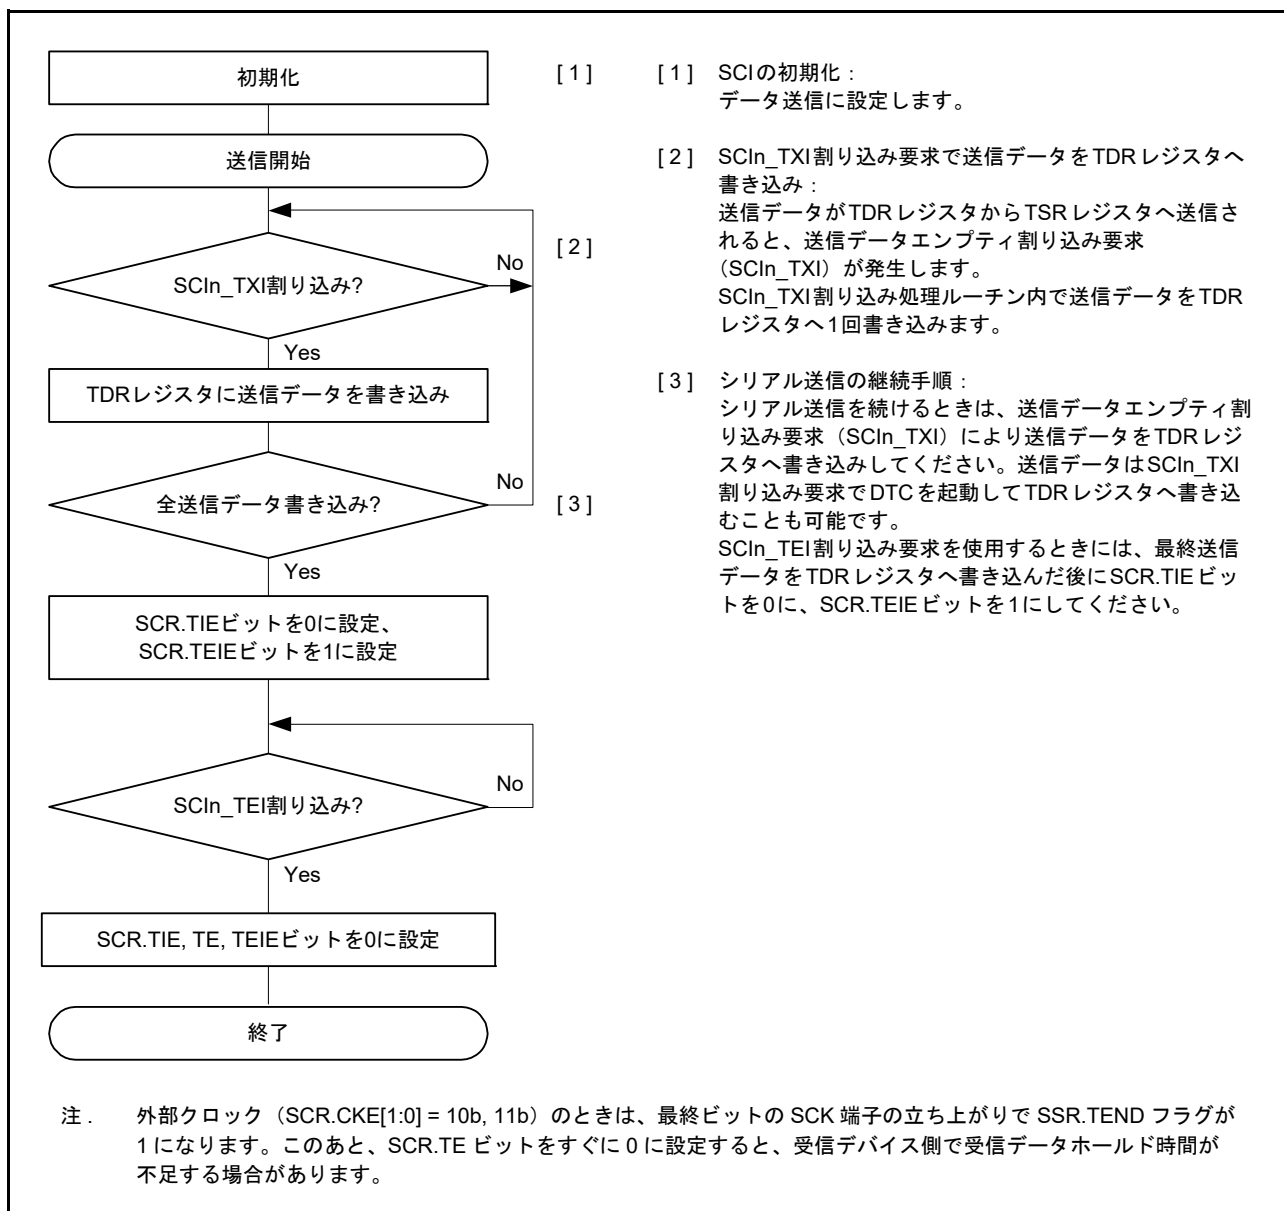 初期化
[ 1 ]
送信開始
[ 2 ]
SCIn_TXI割り込み?
No
Yes
TDRレジスタに送信データを書き込み
全送信データ書き込み?
No
[ 3 ]
Yes
SCR.TIEビットを0に設定、
SCR.TEIEビットを1に設定
SCIn_TEI割り込み?
No
Yes
SCR.TIE, TE, TEIEビットを0に設定
終了
[ 1 ] SCIの初期化：
データ送信に設定します。
[ 2 ] SCIn_TXI割り込み要求で送信データをTDRレジスタへ
書き込み：
送信データがTDRレジスタからTSRレジスタへ送信さ
れると、送信データエンプティ割り込み要求
（SCIn_TXI）が発生します。
SCIn_TXI割り込み処理ルーチン内で送信データをTDR
レジスタへ1回書き込みます。
[ 3 ] シリアル送信の継続手順：
シリアル送信を続けるときは、送信データエンプティ割
り込み要求（SCIn_TXI）により送信データをTDRレジ
スタへ書き込みしてください。送信データはSCIn_TXI
割り込み要求でDTCを起動してTDRレジスタへ書き込
むことも可能です。
SCIn_TEI割り込み要求を使用するときには、最終送信
データをTDRレジスタへ書き込んだ後にSCR.TIEビッ
トを0に、SCR.TEIEビットを1にしてください。
注． 外部クロック（SCR.CKE[1:0] = 10b, 11b）のときは、最終ビットの SCK 端子の立ち上がりで SSR.TEND フラグが
1 になります。このあと、SCR.TE ビットをすぐに 0 に設定すると、受信デバイス側で受信データホールド時間が
不足する場合があります。